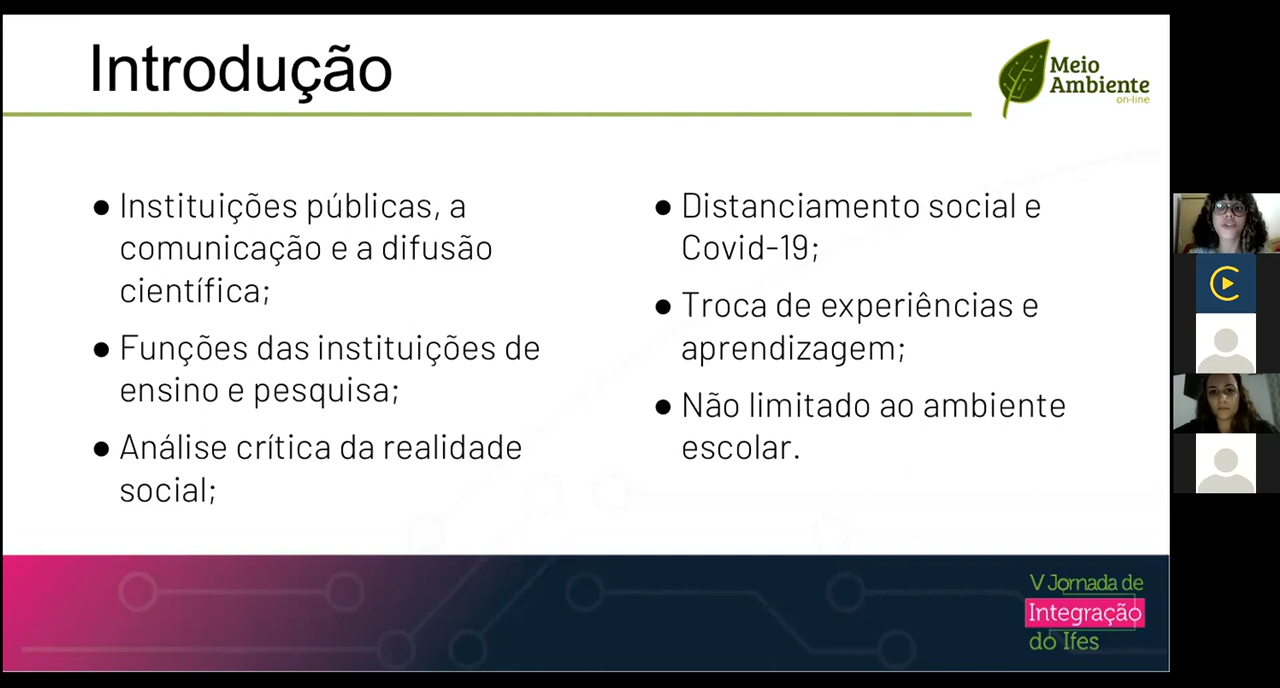 Introdução
Meio
Ambiente
on-line
● Instituições públicas, a
comunicação e a difusão
científica;
● Funções das instituições de
ensino e pesquisa;
● Análise crítica da realidade
social;
● Distanciamento social e
Covid-19;
● Troca de experiências e
aprendizagem;
● Não limitado ao ambiente
escolar.
V Jornada de
Integração
do Ifes